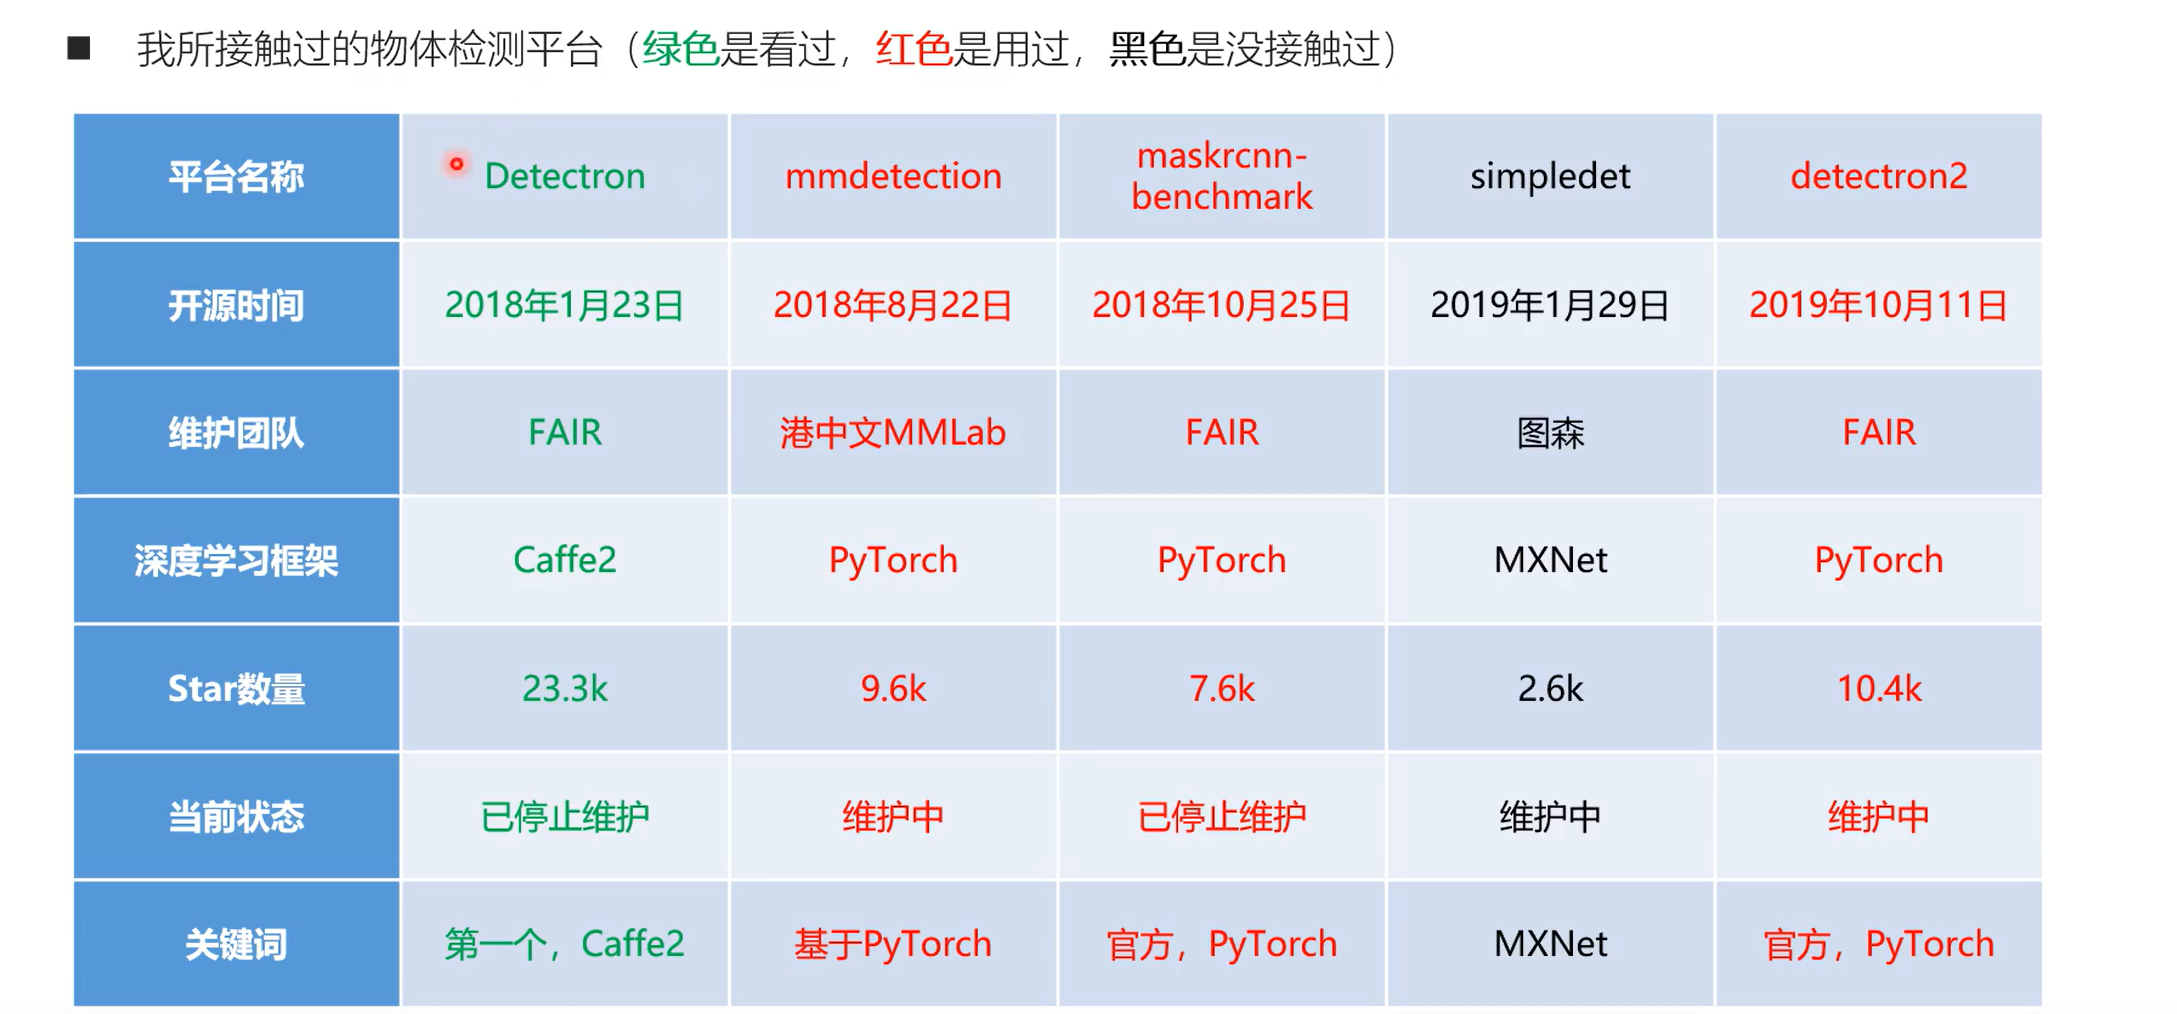 我所接触过的物体检测平台（绿色是看过，红色是用过，黑色是没接触过）
平台名称 Detectron mmdetection maskrcnn-benchmark simpledet detectron2
开源时间 2018年1月23日 2018年8月22日 2018年10月25日 2019年1月29日 2019年10月11日
维护团队 FAIR 港中文MMLab FAIR 图森 FAIR
深度学习框架 Caffe2 PyTorch PyTorch MXNet PyTorch
Star数量 23.3k 9.6k 7.6k 2.6k 10.4k
当前状态 已停止维护 维护中 已停止维护 维护中 维护中
关键词 第一个，Caffe2 基于PyTorch 官方，PyTorch MXNet 官方，PyTorch